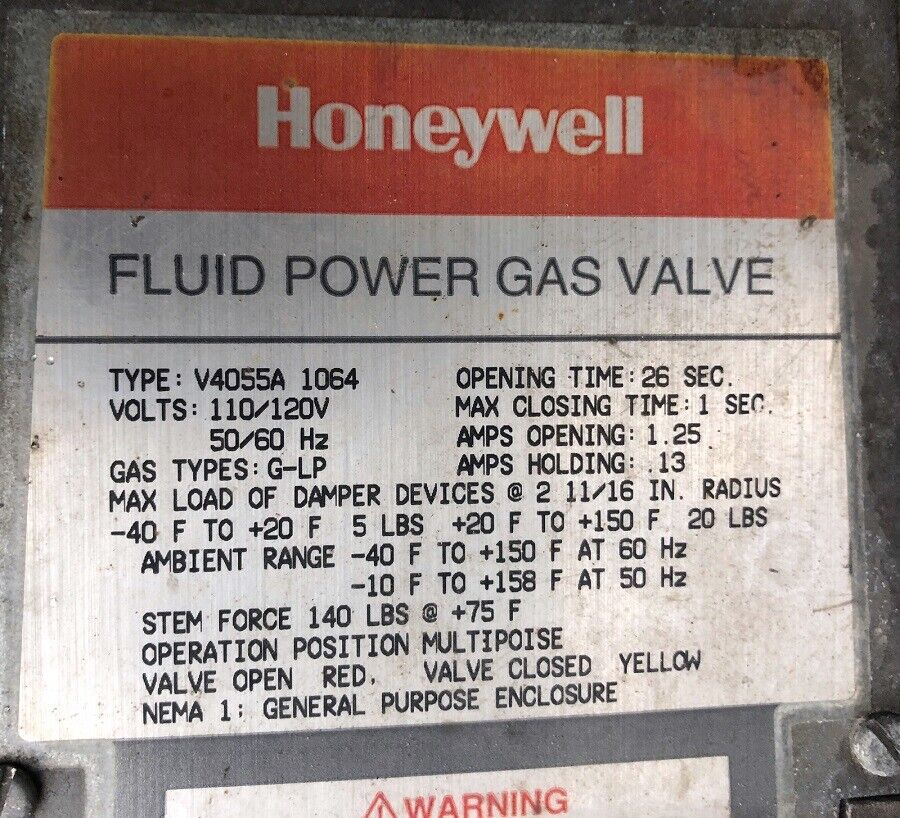 Honeywell
FLUID POWER GAS VALVE
TYPE: V4055A 1064 OPENING TIME: 26 SEC.
VOLTS: 110/120V MAX CLOSING TIME: 1 SEC.
50/60 Hz AMPS OPENING: 1.25
GAS TYPES: G-LP AMPS HOLDING: .13
MAX LOAD OF DAMPER DEVICES @ 2 11/16 IN. RADIUS
-40 F TO +20 F 5 LBS +20 F TO +150 F 20 LBS
AMBIENT RANGE -40 F TO +150 F AT 60 Hz
-10 F TO +158 F AT 50 Hz
STEM FORCE 140 LBS @ +75 F
OPERATION POSITION MULTIPOISE
VALVE OPEN RED, VALVE CLOSED YELLOW
NEMA 1; GENERAL PURPOSE ENCLOSURE
⚠ WARNING